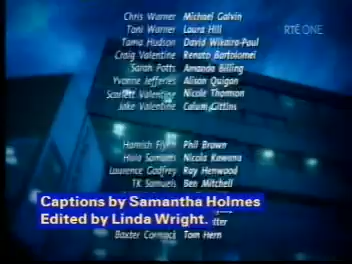 RTÉ ONE
Chris Warner Michael Galvin
Toni Warner Laura Hill
Tama Hudson David Wikaira-Paul
Craig Valentine Renato Bartolomei
Sarah Potts Amanda Billing
Yvonne Jefferies Alison Quigan
Scarlett Valentine Nicole Thomson
Jake Valentine Calum Gittins
Hamish Flynn Phil Brown
Huia Samuels Nicola Kawana
Laurence Godfrey Ray Henwood
TK Samuels Ben Mitchell
Captions by Samantha Holmes
Edited by Linda Wright.
Baxter Cormack Tom Hern